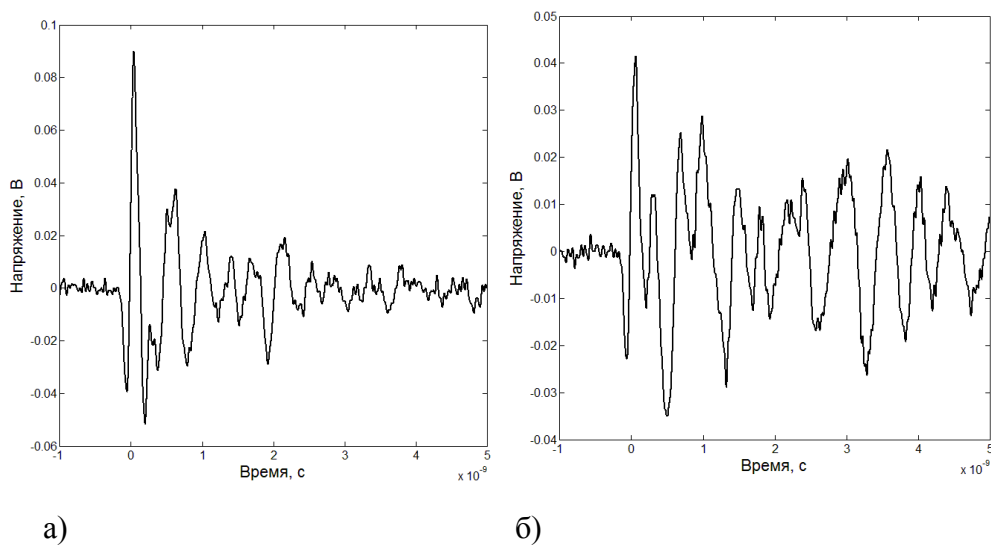 0.1
0.08
0.06
0.04
0.02
0
-0.02
-0.04
-0.06
Напряжение, В
-1 0 1 2 3 4 5
Время, с
x 10⁻⁹
а)
0.05
0.04
0.03
0.02
0.01
0
-0.01
-0.02
-0.03
-0.04
Напряжение, В
-1 0 1 2 3 4 5
Время, с
x 10⁻⁹
б)